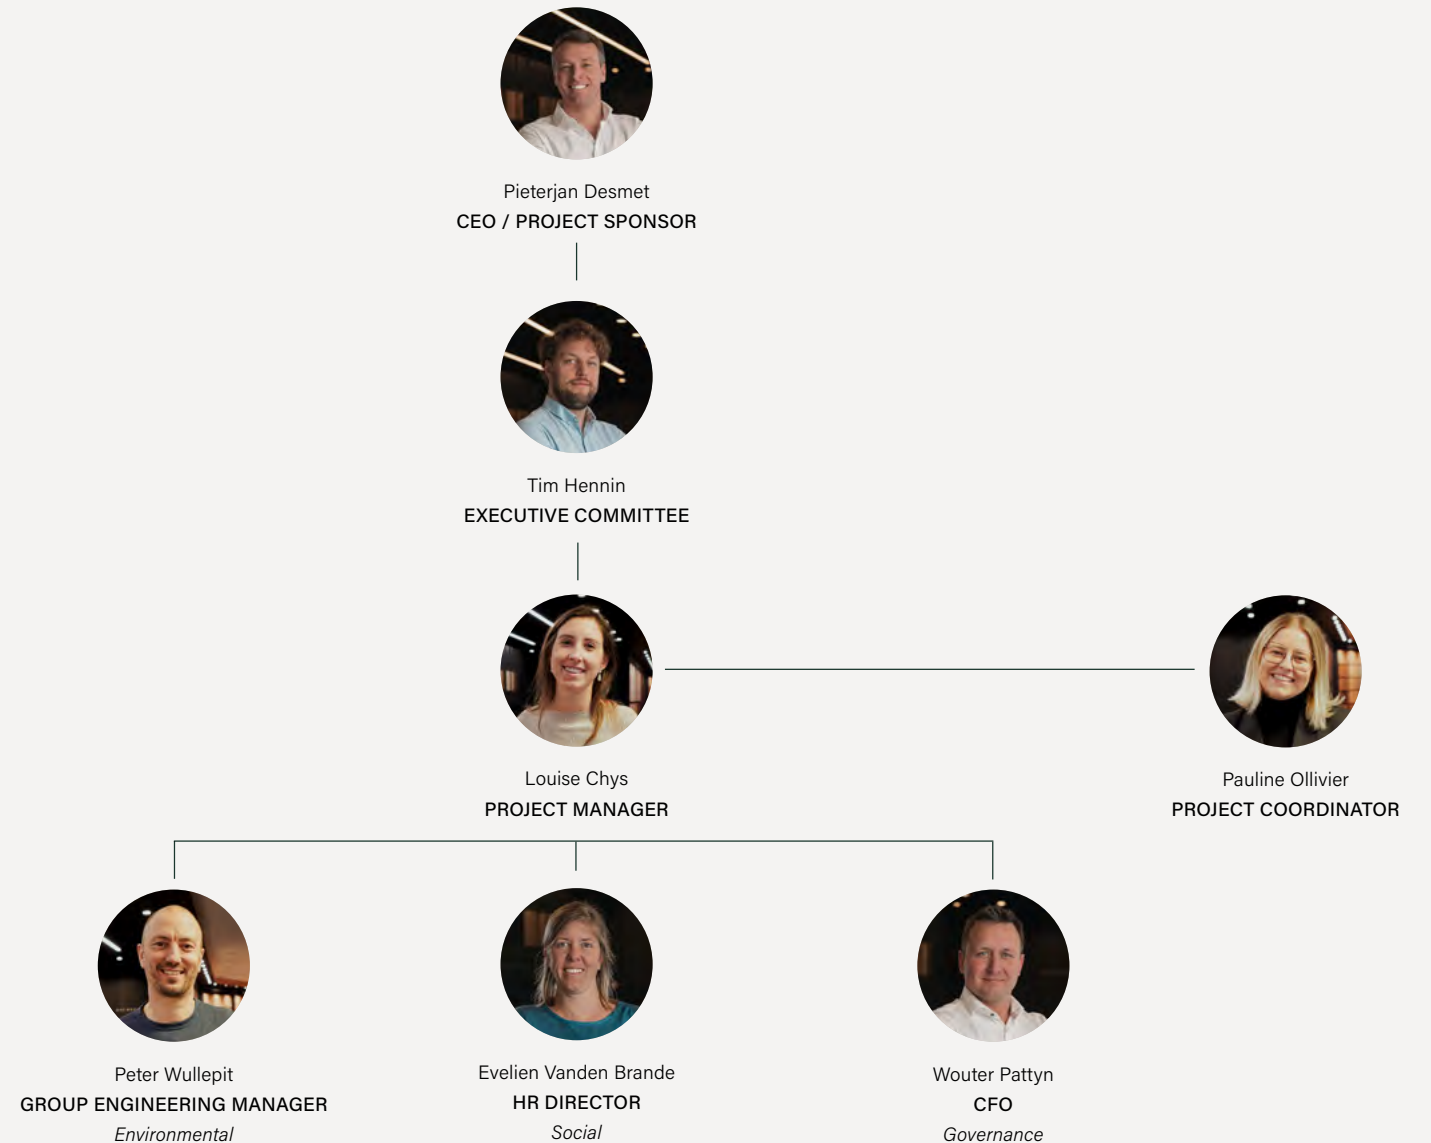 Pieterjan Desmet
CEO / PROJECT SPONSOR
Tim Hennin
EXECUTIVE COMMITTEE
Louise Chys
PROJECT MANAGER
Pauline Ollivier
PROJECT COORDINATOR
Peter Wullepit
GROUP ENGINEERING MANAGER
Environmental
Evelien Vanden Brande
HR DIRECTOR
Social
Wouter Pattyn
CFO
Governance